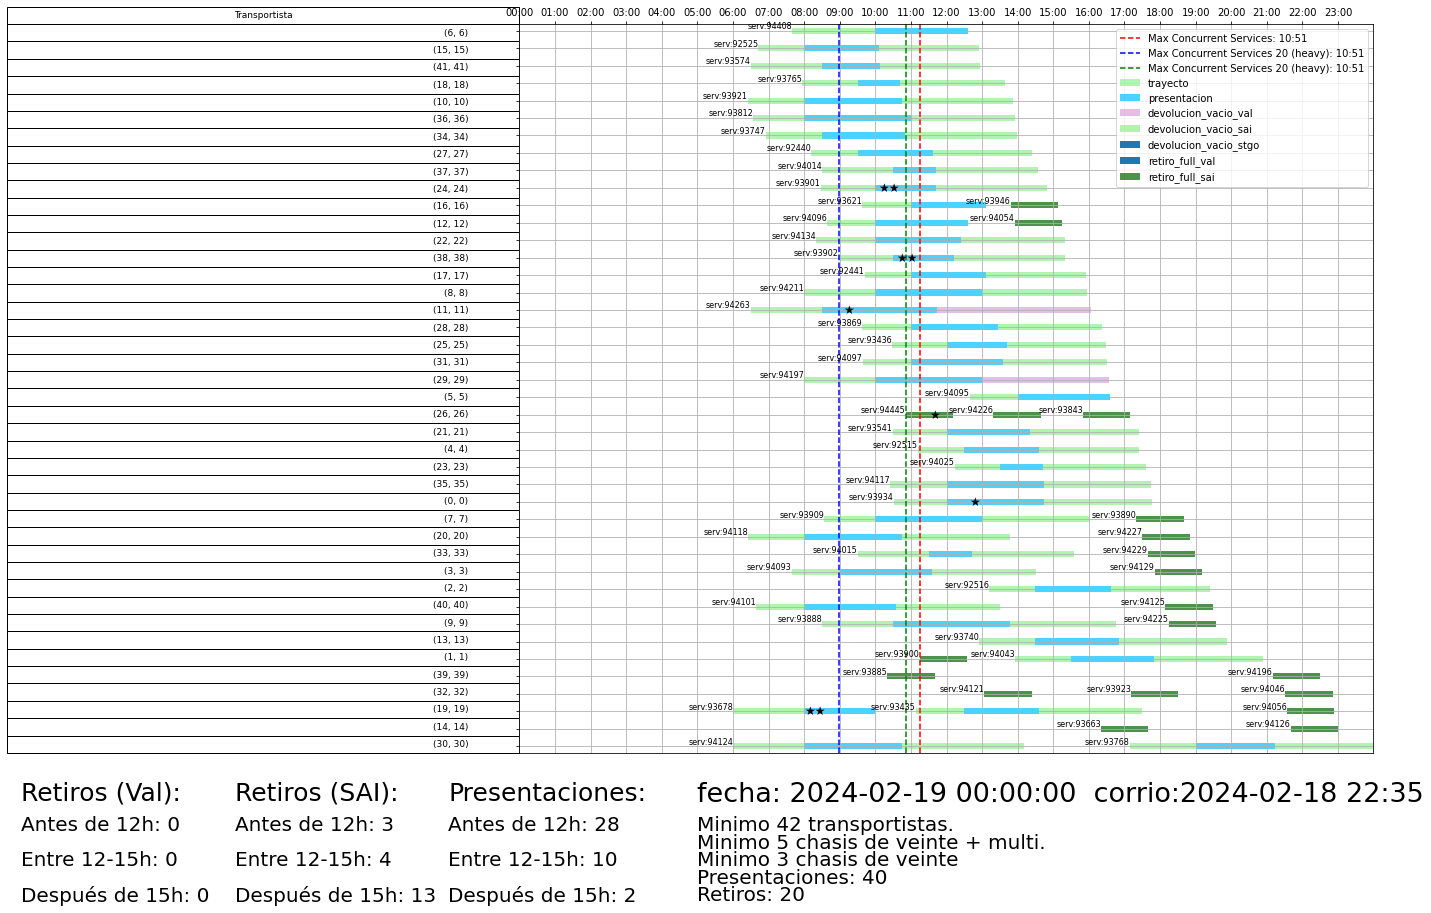 Transportista
00:00 01:00 02:00 03:00 04:00 05:00 06:00 07:00 08:00 09:00 10:00 11:00 12:00 13:00 14:00 15:00 16:00 17:00 18:00 19:00 20:00 21:00 22:00 23:00
Max Concurrent Services: 10:51
Max Concurrent Services 20 (heavy): 10:51
Max Concurrent Services 20 (heavy): 10:51
trayecto
presentacion
devolucion_vacio_val
devolucion_vacio_sai
devolucion_vacio_stgo
retiro_full_val
retiro_full_sai
(6, 6) serv:94408
(15, 15) serv:92525
(41, 41) serv:93574
(18, 18) serv:93765
(10, 10) serv:93921
(36, 36) serv:93812
(34, 34) serv:93747
(27, 27) serv:92440
(37, 37) serv:94014
(24, 24) serv:93901
(16, 16) serv:93621 serv:93946
(12, 12) serv:94096 serv:94054
(22, 22) serv:94134
(38, 38) serv:93902
(17, 17) serv:92441
(8, 8) serv:94211
(11, 11) serv:94263
(28, 28) serv:93869
(25, 25) serv:93436
(31, 31) serv:94097
(29, 29) serv:94197
(5, 5) serv:94095
(26, 26) serv:94445 serv:94226 serv:93843
(21, 21) serv:93541
(4, 4) serv:92515
(23, 23) serv:94025
(35, 35) serv:94117
(0, 0) serv:93934
(7, 7) serv:93909 serv:93890
(20, 20) serv:94118 serv:94227
(33, 33) serv:94015 serv:94229
(3, 3) serv:94093 serv:94129
(2, 2) serv:92516
(40, 40) serv:94101 serv:94125
(9, 9) serv:93888 serv:94225
(13, 13) serv:93740
(1, 1) serv:93900 serv:94043
(39, 39) serv:93885 serv:94196
(32, 32) serv:94121 serv:93923 serv:94046
(19, 19) serv:93678 serv:93435 serv:94056
(14, 14) serv:93663 serv:94126
(30, 30) serv:94124 serv:93768
Retiros (Val):
Antes de 12h: 0
Entre 12-15h: 0
Después de 15h: 0
Retiros (SAI):
Antes de 12h: 3
Entre 12-15h: 4
Después de 15h: 13
Presentaciones:
Antes de 12h: 28
Entre 12-15h: 10
Después de 15h: 2
fecha: 2024-02-19 00:00:00 corrio:2024-02-18 22:35
Minimo 42 transportistas.
Minimo 5 chasis de veinte + multi.
Minimo 3 chasis de veinte
Presentaciones: 40
Retiros: 20